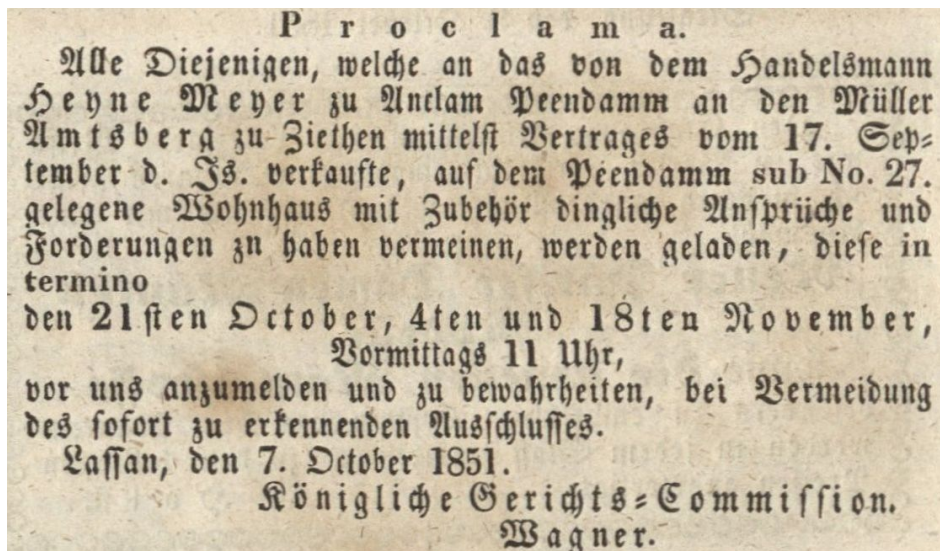 Proclama.
Alle Diejenigen, welche an das von dem Handelsmann
Heyne Meyer zu Anclam Peendamm an den Müller
Amtsberg zu Ziethen mittelst Vertrages vom 17. Sep-
tember d. Js. verkaufte, auf dem Peendamm sub No. 27.
gelegene Wohnhaus mit Zubehör dingliche Ansprüche und
Forderungen zu haben vermeinen, werden geladen, diese in
termino
den 21sten October, 4ten und 18ten November,
Vormittags 11 Uhr,
vor uns anzumelden und zu bewahrheiten, bei Vermeidung
des sofort zu erkennenden Ausschlusses.
Lassan, den 7. October 1851.
Königliche Gerichts-Commission.
Wagner.